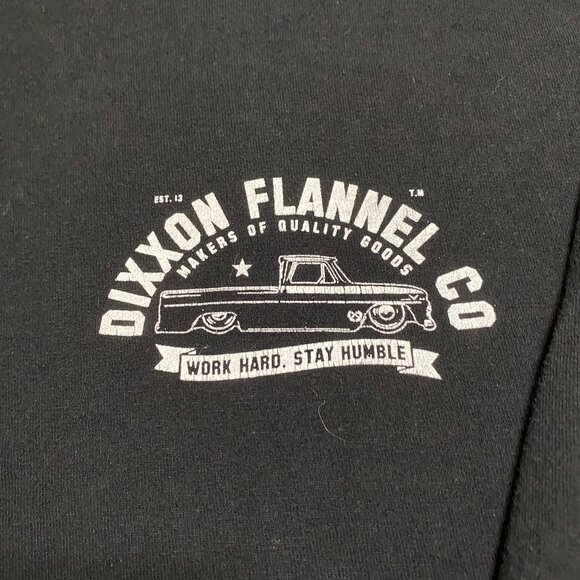 EST. 13
T.M
DIXXON FLANNEL CO
MAKERS OF QUALITY GOODS
WORK HARD. STAY HUMBLE